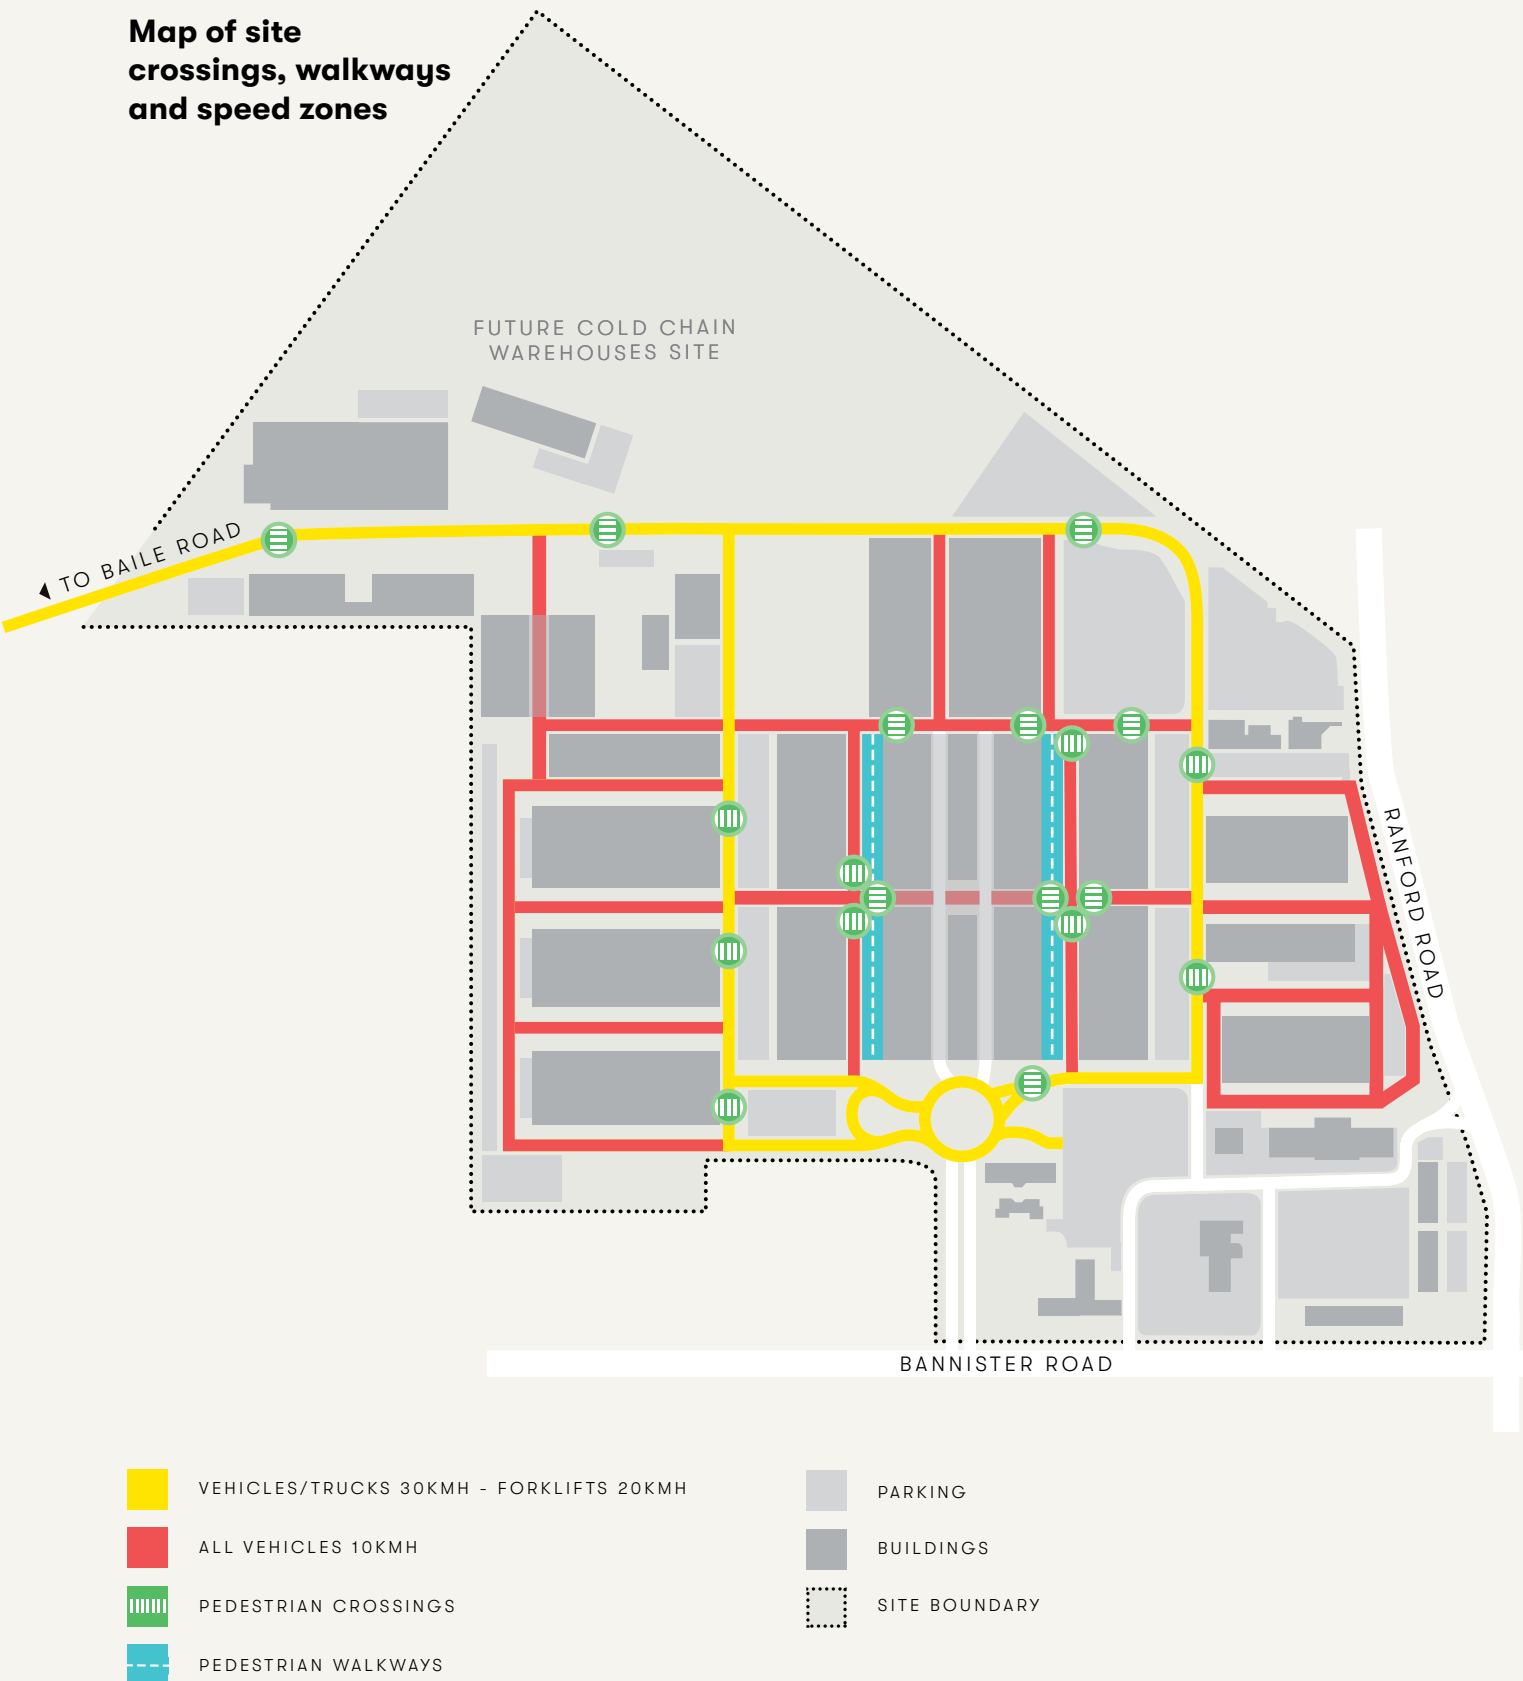 Map of site
crossings, walkways
and speed zones
FUTURE COLD CHAIN
WAREHOUSES SITE
TO BAILE ROAD
RANFORD ROAD
BANNISTER ROAD
VEHICLES/TRUCKS 30KMH - FORKLIFTS 20KMH
ALL VEHICLES 10KMH
PEDESTRIAN CROSSINGS
PEDESTRIAN WALKWAYS
PARKING
BUILDINGS
SITE BOUNDARY